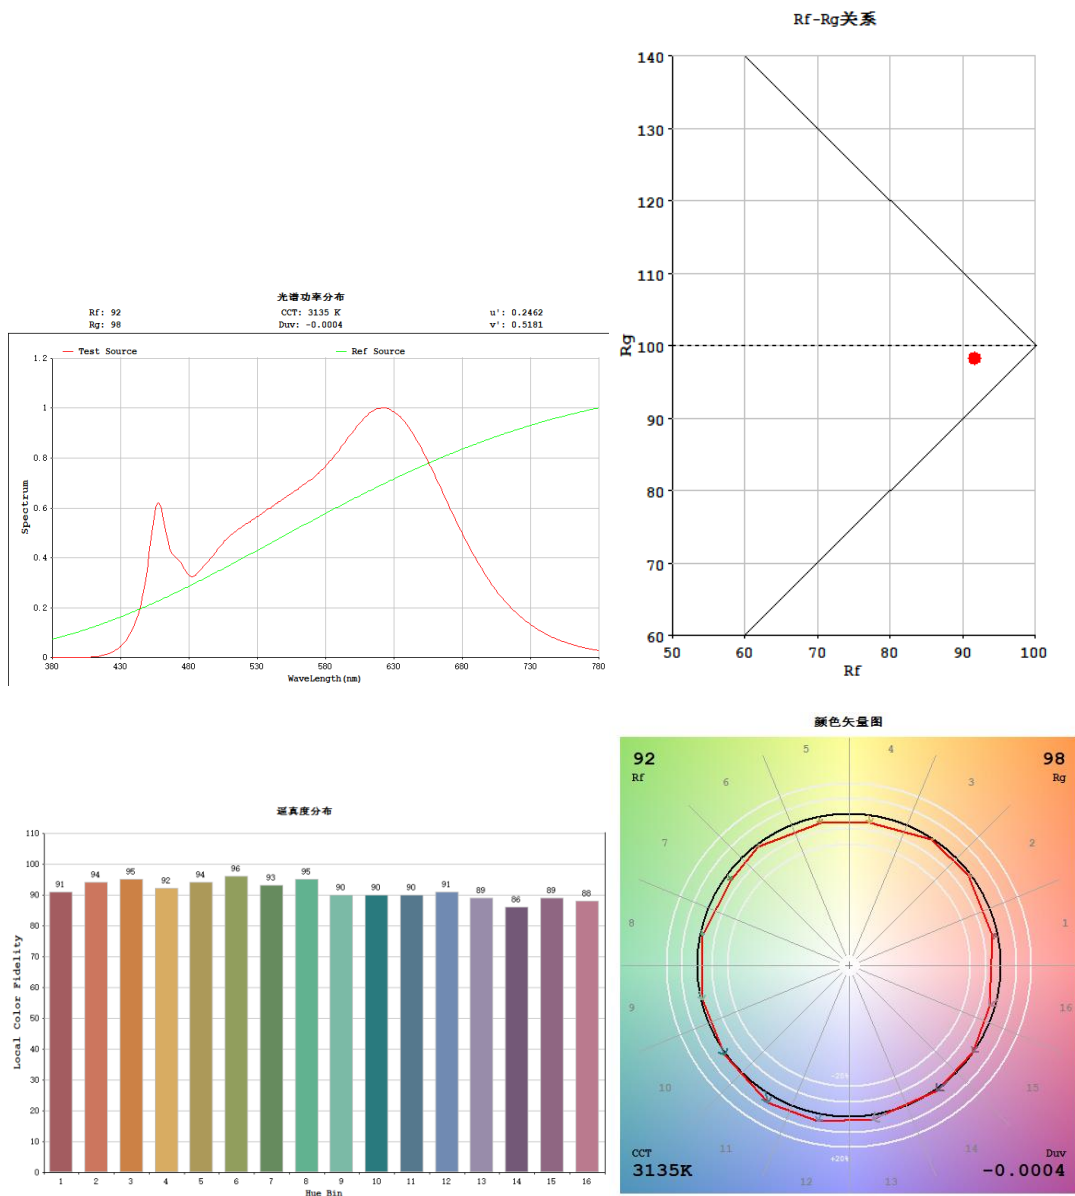 Rf-Rg关系
140
130
120
110
100
90
80
70
60
Rg
50 60 70 80 90 100
Rf
光谱功率分布
Rf: 92 CCT: 3135 K u': 0.2462
Rg: 98 Duv: -0.0004 v': 0.5181
Test Source Ref Source
1.2
1
0.8
0.6
0.4
0.2
0
Spectrum
380 430 480 530 580 630 680 730 780
WaveLength(nm)
逼真度分布
110
100
90
80
70
60
50
40
30
20
10
0
Local Color Fidelity
91 94 95 92 94 96 93 95 90 90 90 91 89 86 89 88
1 2 3 4 5 6 7 8 9 10 11 12 13 14 15 16
Hue Bin
颜色矢量图
92
Rf
98
Rg
5 4
6 3
7 2
8 1
9 16
10 15
11 14
12 13
-20%
+20%
CCT
3135K
Duv
-0.0004